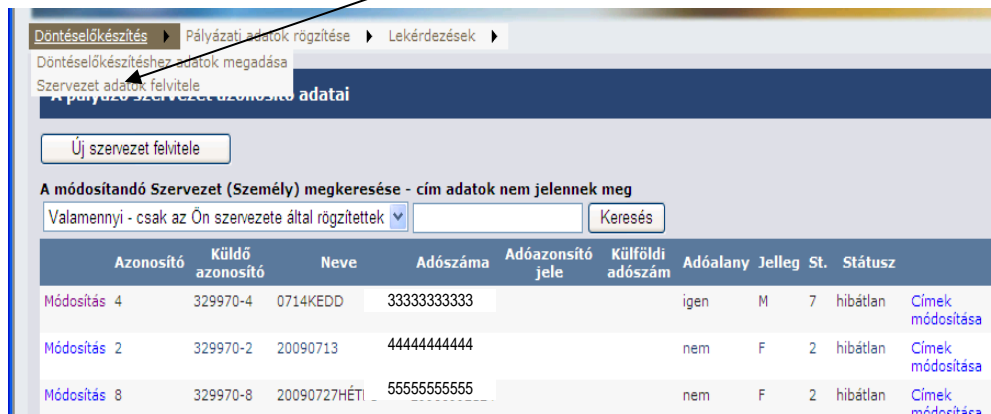 Döntéselőkészítés Pályázati adatok rögzítése Lekérdezések
Döntéselőkészítéshez adatok megadása
Szervezet adatok felvitele
A pályázó szervezet azonosító adatai
Új szervezet felvitele
A módosítandó Szervezet (Személy) megkeresése - cím adatok nem jelennek meg
Valamennyi - csak az Ön szervezete által rögzítettek Keresés
Azonosító Küldő azonosító Neve Adószáma Adóazonsító jele Külföldi adószám Adóalany Jelleg St. Státusz
Módosítás 4 329970-4 0714KEDD 33333333333 igen M 7 hibátlan Címek módosítása
Módosítás 2 329970-2 20090713 44444444444 nem F 2 hibátlan Címek módosítása
Módosítás 8 329970-8 55555555555 nem F 2 hibátlan Címek módosítása